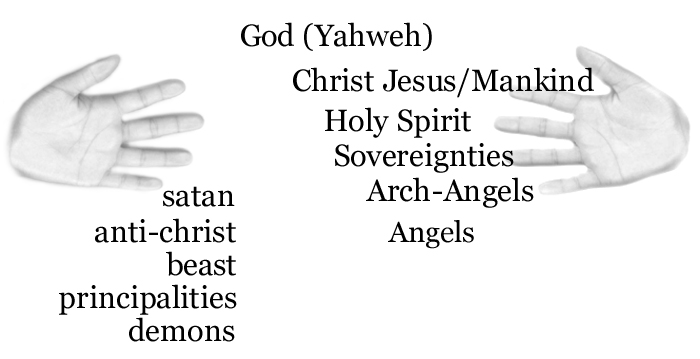 God (Yahweh)
Christ Jesus/Mankind
Holy Spirit
Sovereignties
Arch-Angels
Angels
satan
anti-christ
beast
principalities
demons